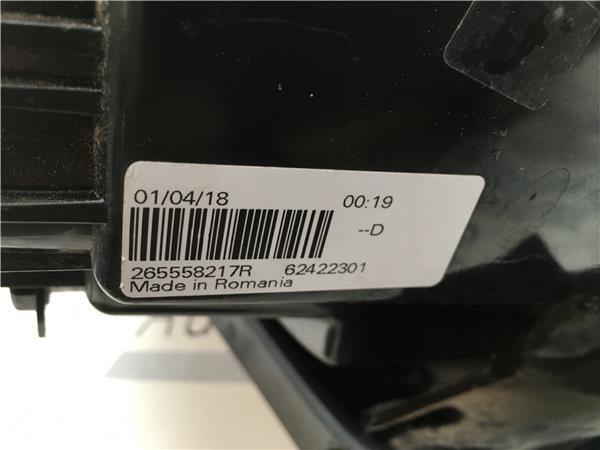 01/04/18 00:19
--D
265558217R 62422301
Made in Romania